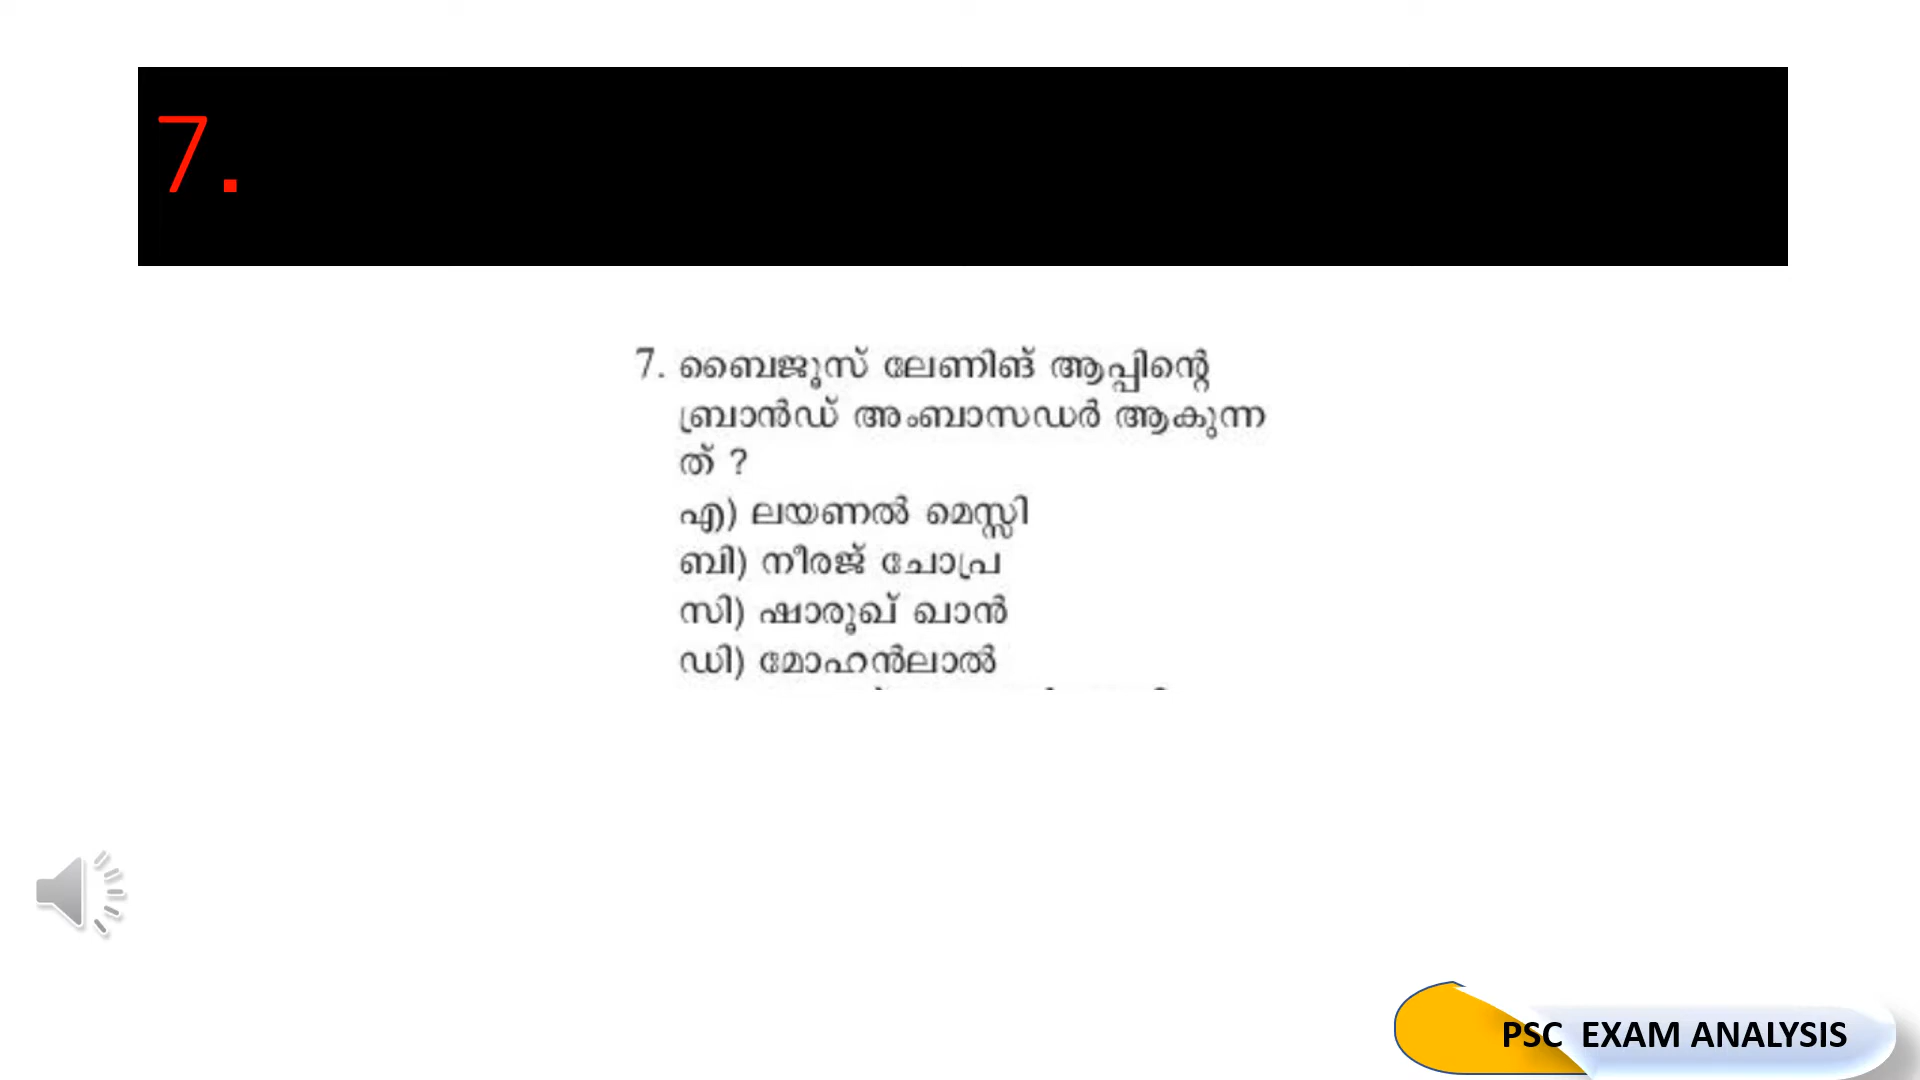 7.
7. ബൈജൂസ് ലേണിങ് ആപ്പിന്റെ
ബ്രാൻഡ് അംബാസഡർ ആകുന്ന
ത് ?
എ) ലയണൽ മെസ്സി
ബി) നീരജ് ചോപ്ര
സി) ഷാരൂഖ് ഖാൻ
ഡി) മോഹൻലാൽ
PSC EXAM ANALYSIS